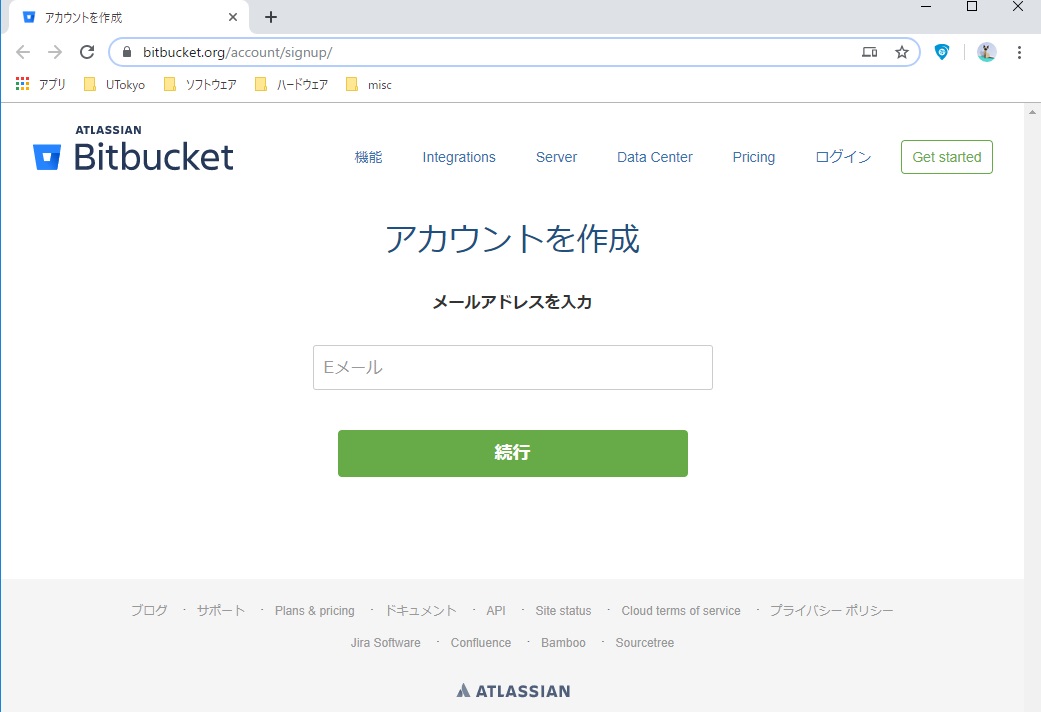 アカウントを作成
bitbucket.org/account/signup/
アプリ UTokyo ソフトウェア ハードウェア misc
ATLASSIAN
Bitbucket
機能 Integrations Server Data Center Pricing ログイン Get started
アカウントを作成
メールアドレスを入力
Eメール
続行
ブログ · サポート · Plans & pricing · ドキュメント · API · Site status · Cloud terms of service · プライバシー ポリシー
Jira Software · Confluence · Bamboo · Sourcetree
ATLASSIAN